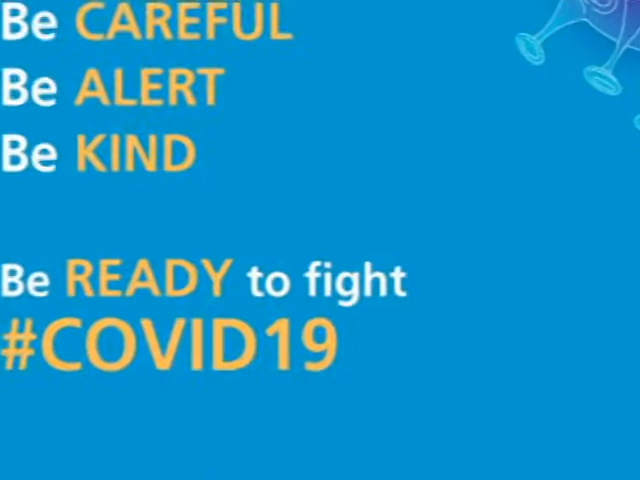 Be CAREFUL
Be ALERT
Be KIND
Be READY to fight
#COVID19